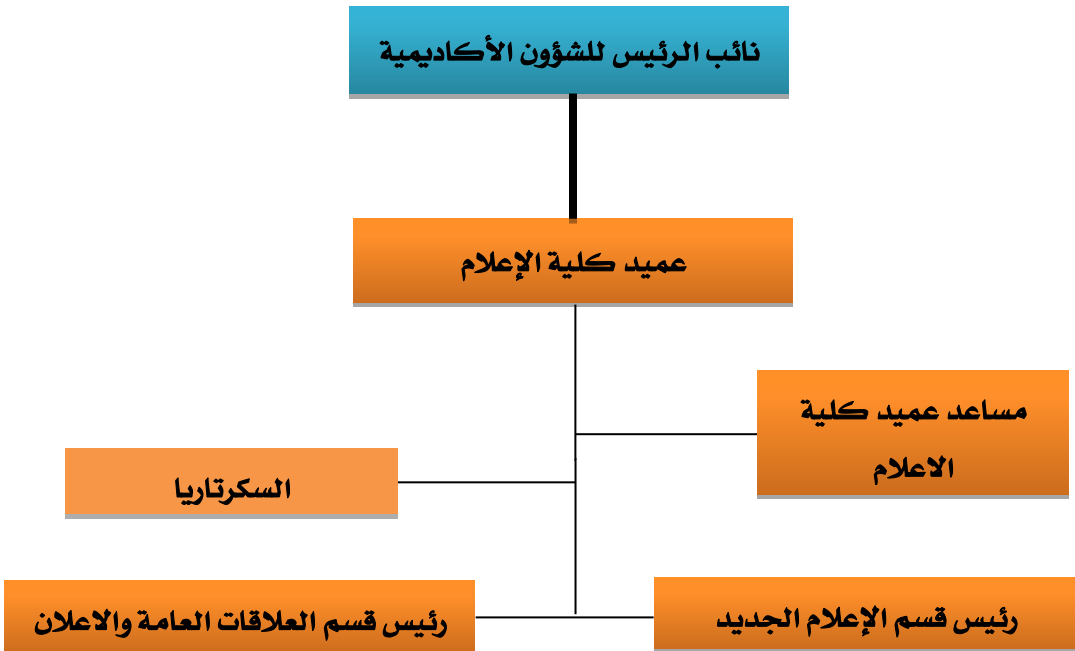 نائب الرئيس للشؤون الأكاديمية
عميد كلية الإعلام
مساعد عميد كلية
الاعلام
السكرتاريا
رئيس قسم الإعلام الجديد
رئيس قسم العلاقات العامة والاعلان